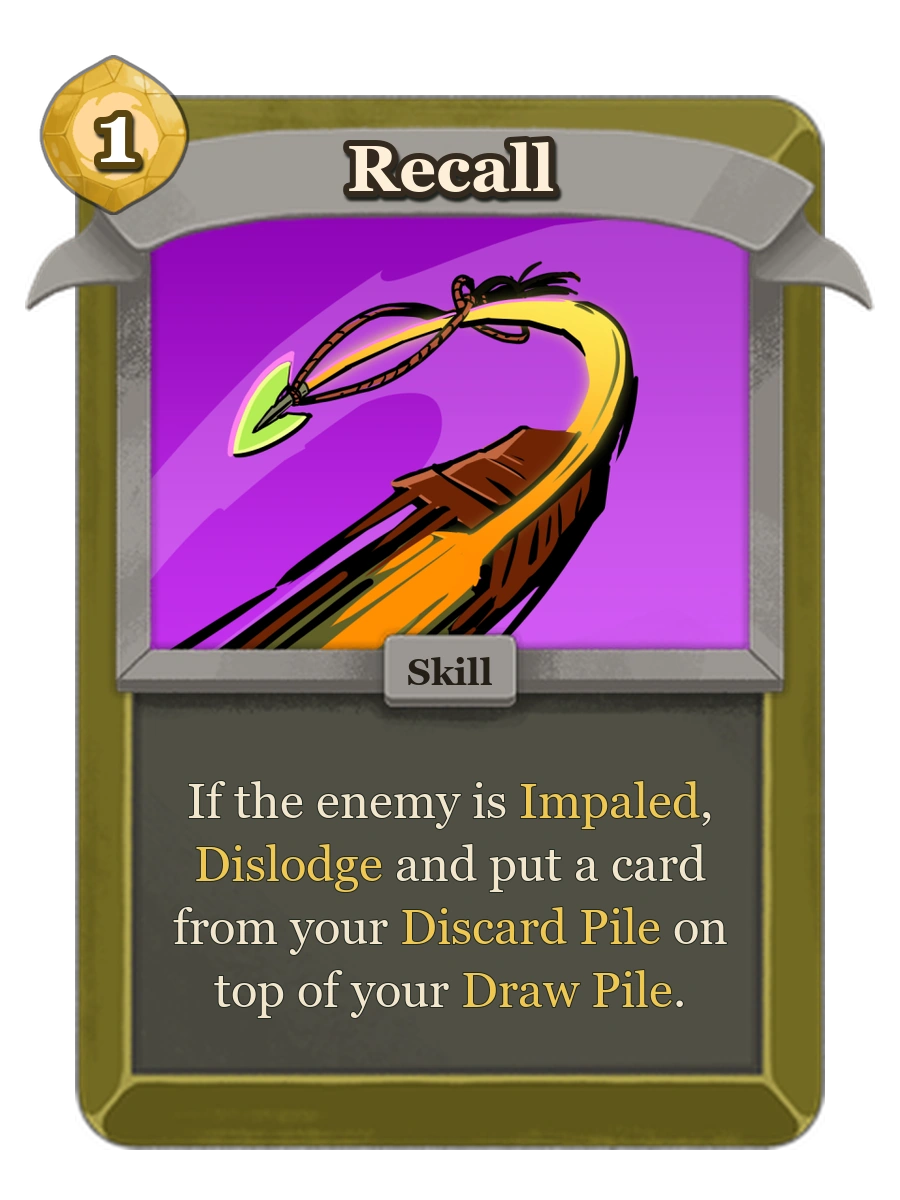 1
Recall
Skill
If the enemy is Impaled,
Dislodge and put a card
from your Discard Pile on
top of your Draw Pile.